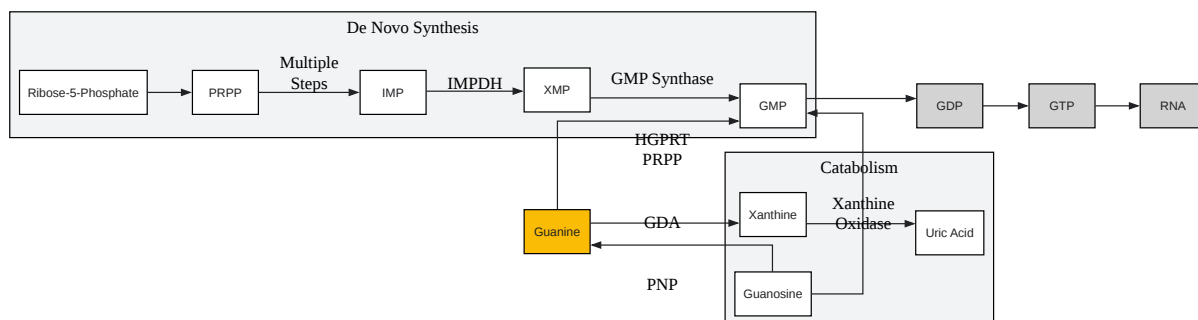 De Novo Synthesis
Ribose-5-Phosphate
PRPP
Multiple
Steps
IMP
IMPDH
XMP
GMP Synthase
GMP
GDP
GTP
RNA
HGPRT
PRPP
Catabolism
Guanine
GDA
Xanthine
Xanthine
Oxidase
Uric Acid
PNP
Guanosine